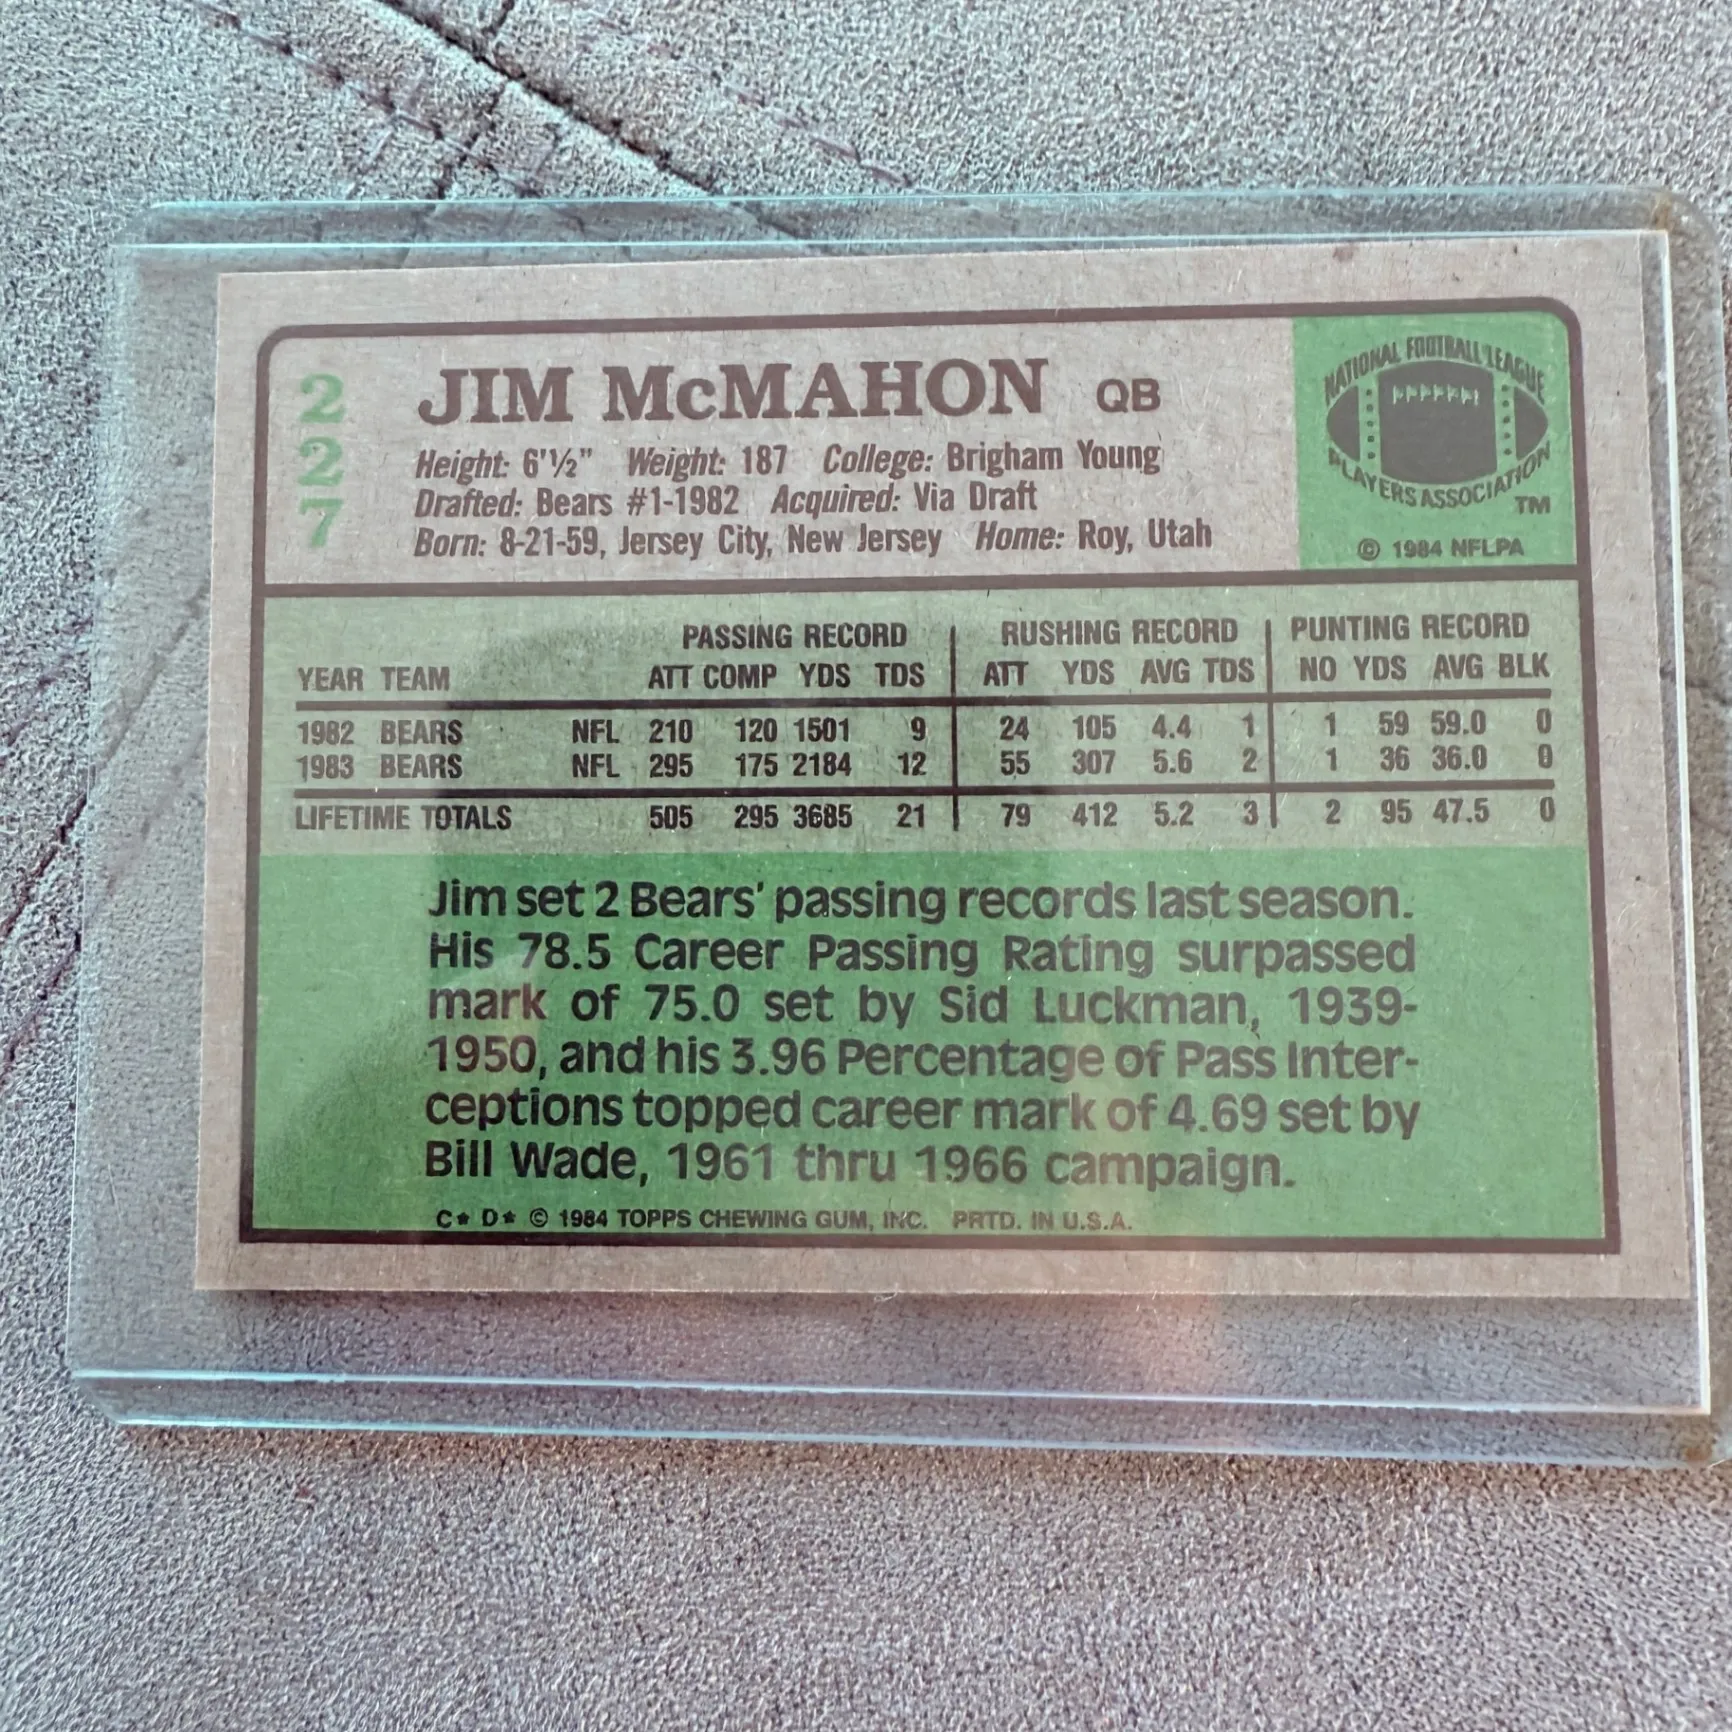 227
JIM McMAHON QB
Height: 6'½" Weight: 187 College: Brigham Young
Drafted: Bears #1-1982 Acquired: Via Draft
Born: 8-21-59, Jersey City, New Jersey Home: Roy, Utah
NATIONAL FOOTBALL LEAGUE
PLAYERS ASSOCIATION
TM
© 1984 NFLPA
PASSING RECORD RUSHING RECORD PUNTING RECORD
YEAR TEAM ATT COMP YDS TDS ATT YDS AVG TDS NO YDS AVG BLK
1982 BEARS NFL 210 120 1501 9 24 105 4.4 1 1 59 59.0 0
1983 BEARS NFL 295 175 2184 12 55 307 5.6 2 1 36 36.0 0
LIFETIME TOTALS 505 295 3685 21 79 412 5.2 3 2 95 47.5 0
Jim set 2 Bears' passing records last season.
His 78.5 Career Passing Rating surpassed
mark of 75.0 set by Sid Luckman, 1939-
1950, and his 3.96 Percentage of Pass Inter-
ceptions topped career mark of 4.69 set by
Bill Wade, 1961 thru 1966 campaign.
C* D* © 1984 TOPPS CHEWING GUM, INC. PRTD. IN U.S.A.